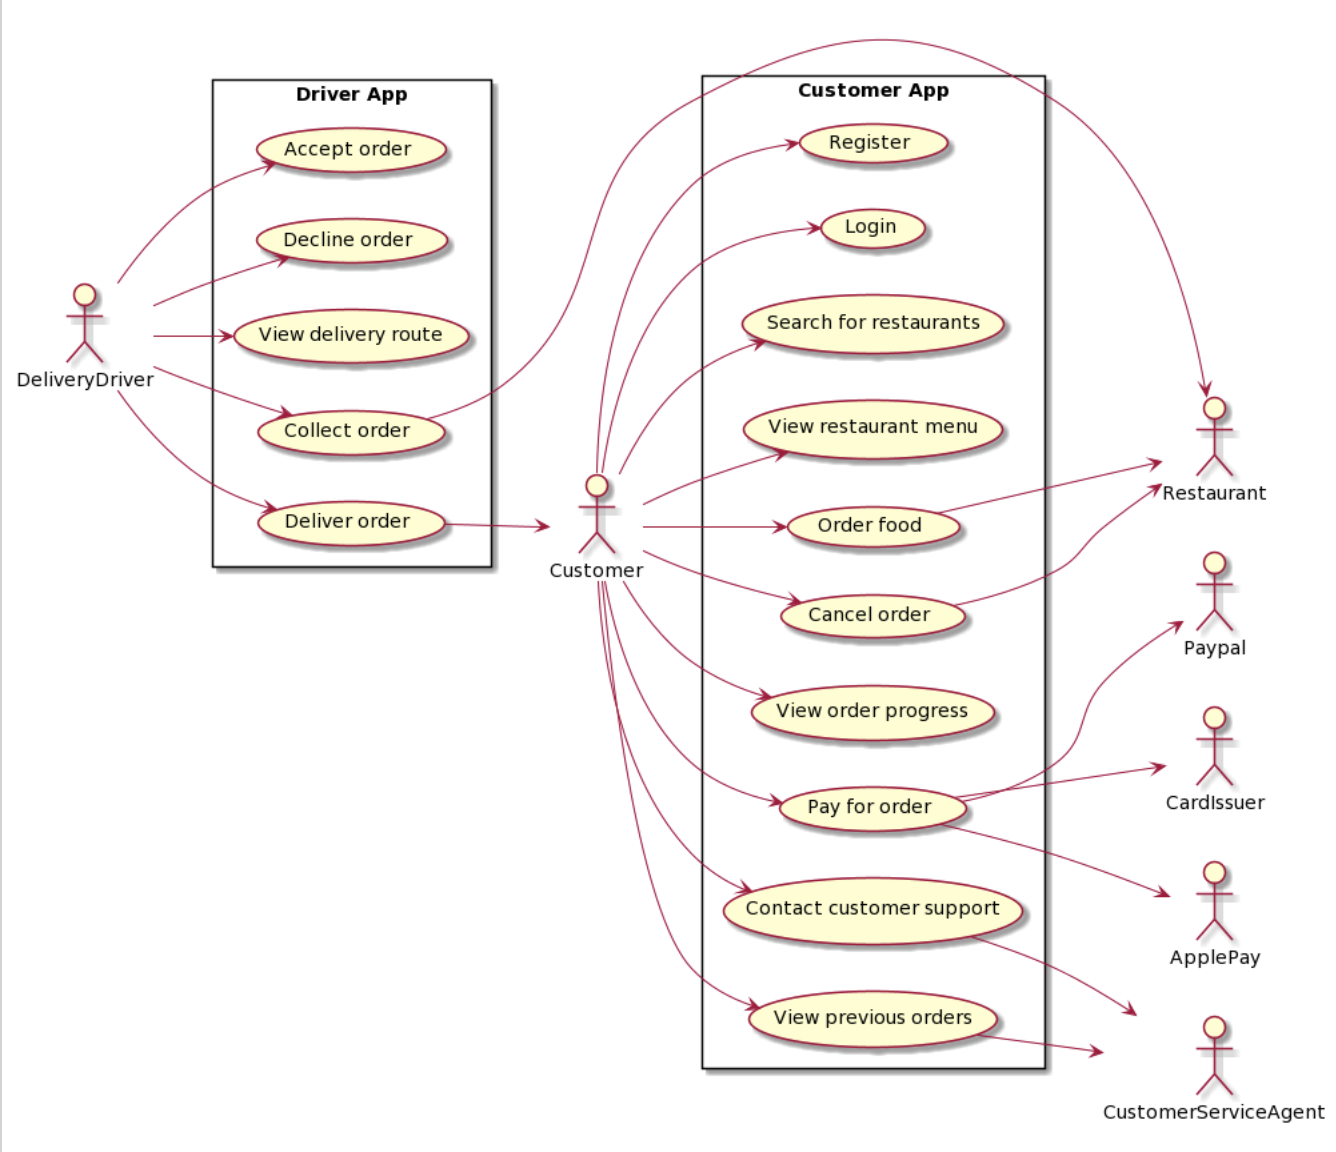 Driver App
Accept order
Decline order
View delivery route
Collect order
Deliver order
DeliveryDriver
Customer
Customer App
Register
Login
Search for restaurants
View restaurant menu
Order food
Cancel order
View order progress
Pay for order
Contact customer support
View previous orders
Restaurant
Paypal
CardIssuer
ApplePay
CustomerServiceAgent